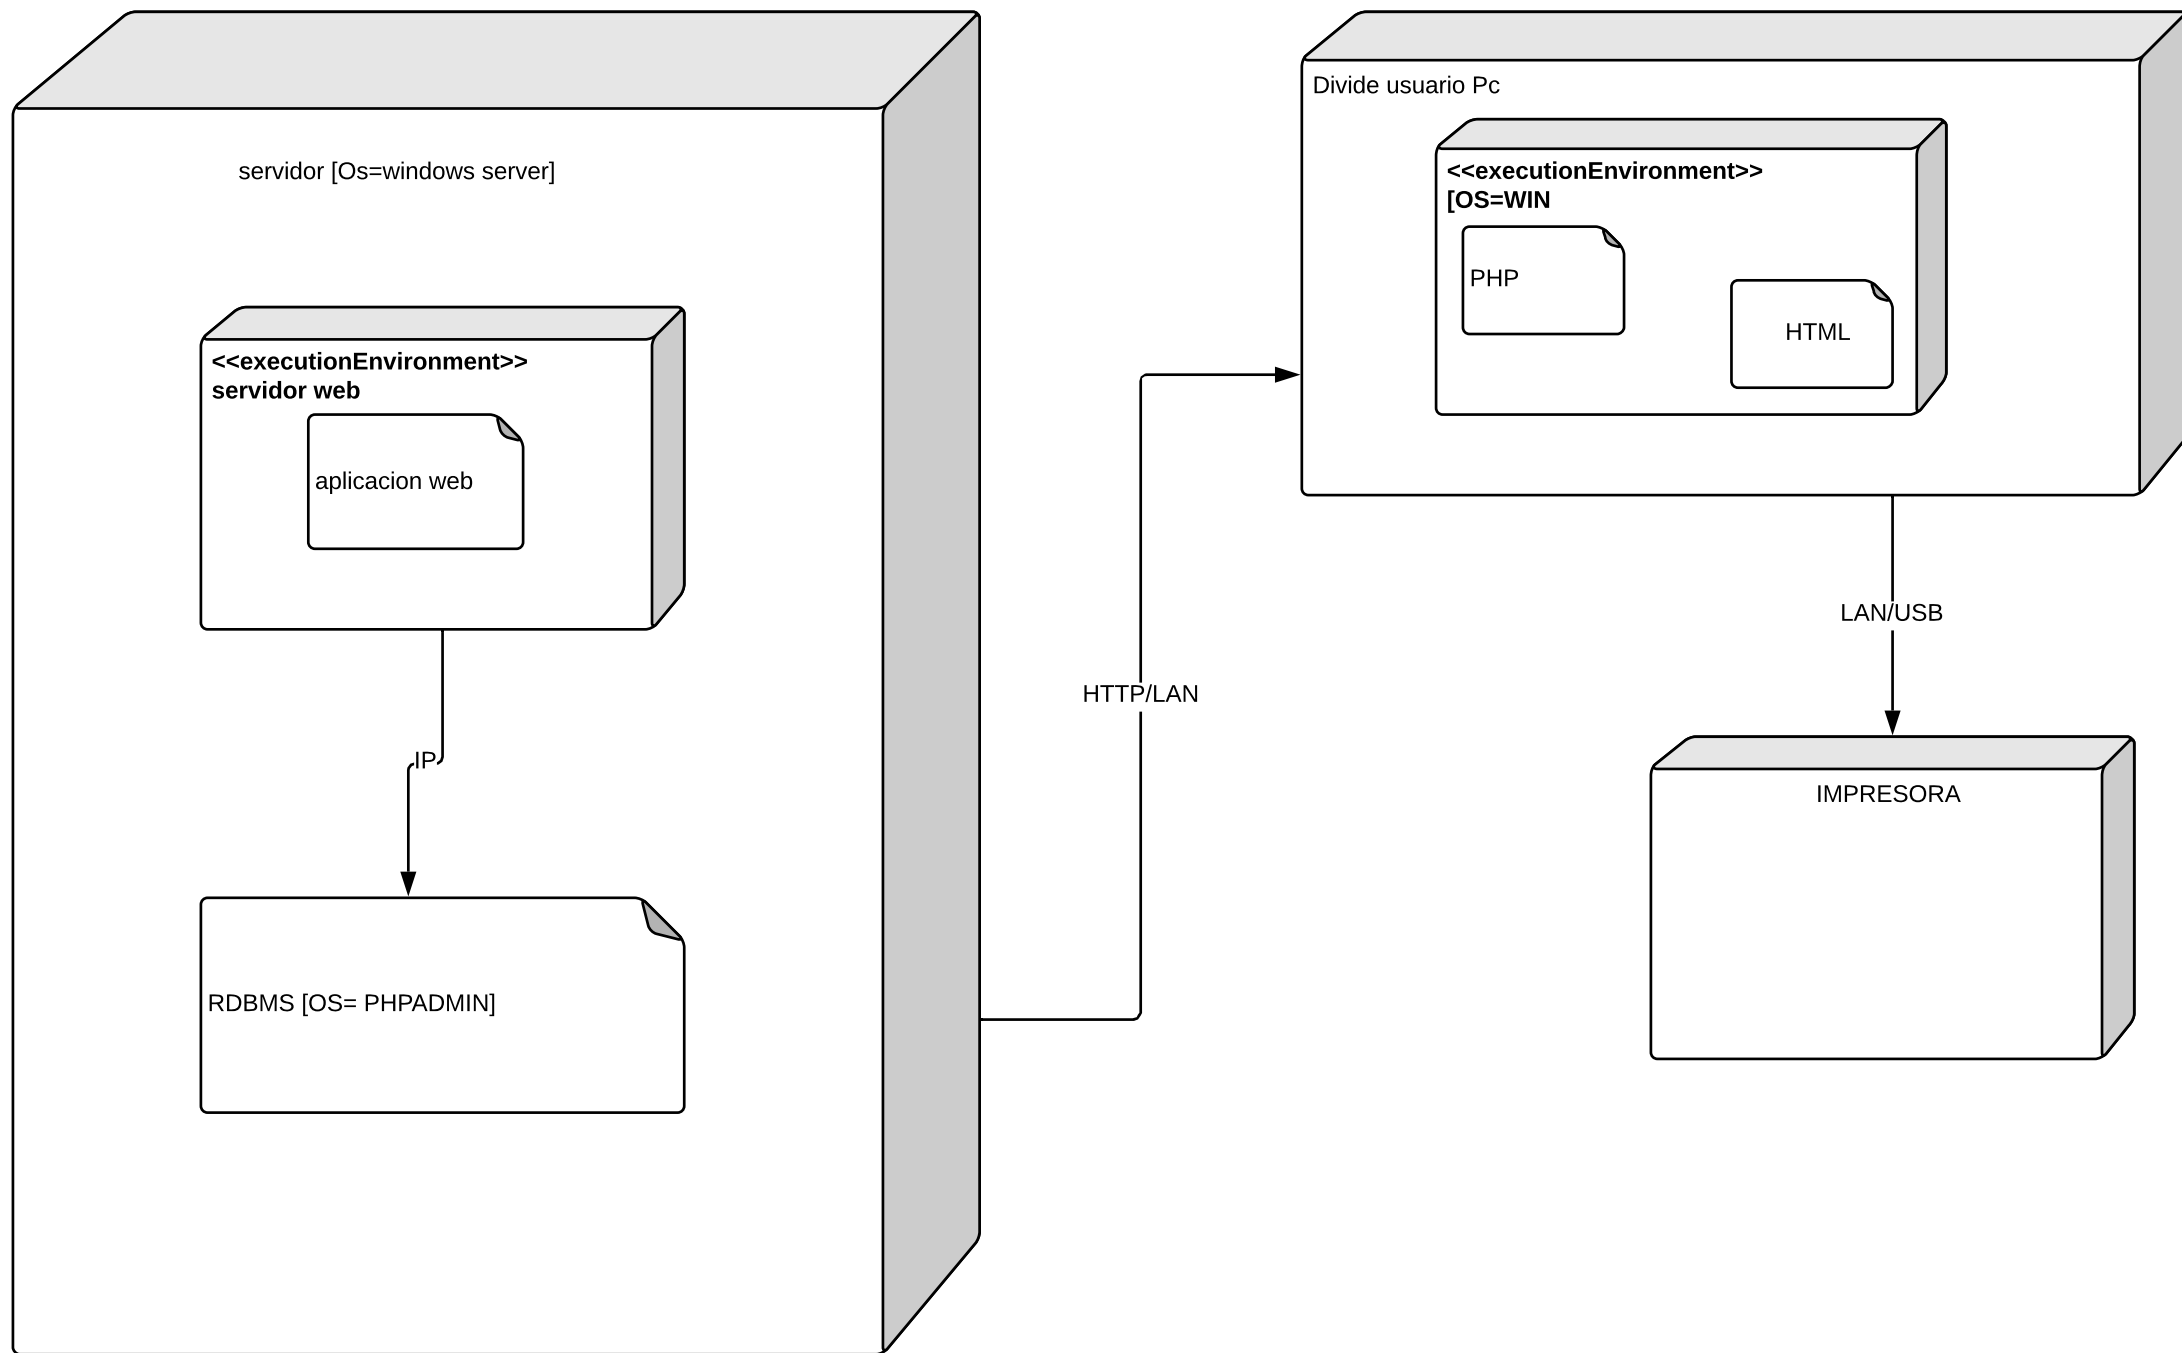 servidor [Os=windows server]
<<executionEnvironment>>
servidor web
aplicacion web
IP
RDBMS [OS= PHPADMIN]
HTTP/LAN
Divide usuario Pc
<<executionEnvironment>>
[OS=WIN
PHP
HTML
LAN/USB
IMPRESORA